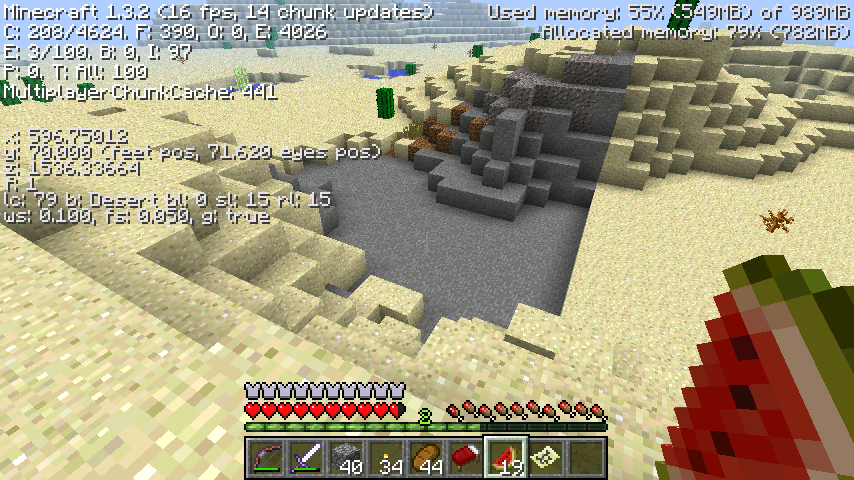 Minecraft 1.3.2 (16 fps, 14 chunk updates)
Used memory: 55% (549MB) of 989MB
C: 208/4624, F: 390, O: 0, E: 4026
Allocated memory: 79% (782MB)
E: 3/100, B: 0, I: 97
P: 0, T: All: 100
MultiplayerChunkCache: 441
x: 596.75012
y: 70.000 (feet pos, 71.620 eyes pos)
z: 1536.33664
f: 1
lc: 79 b: Desert bl: 0 sl: 15 rl: 15
ws: 0.100, fs: 0.050, g: true
8
40 34 44 19